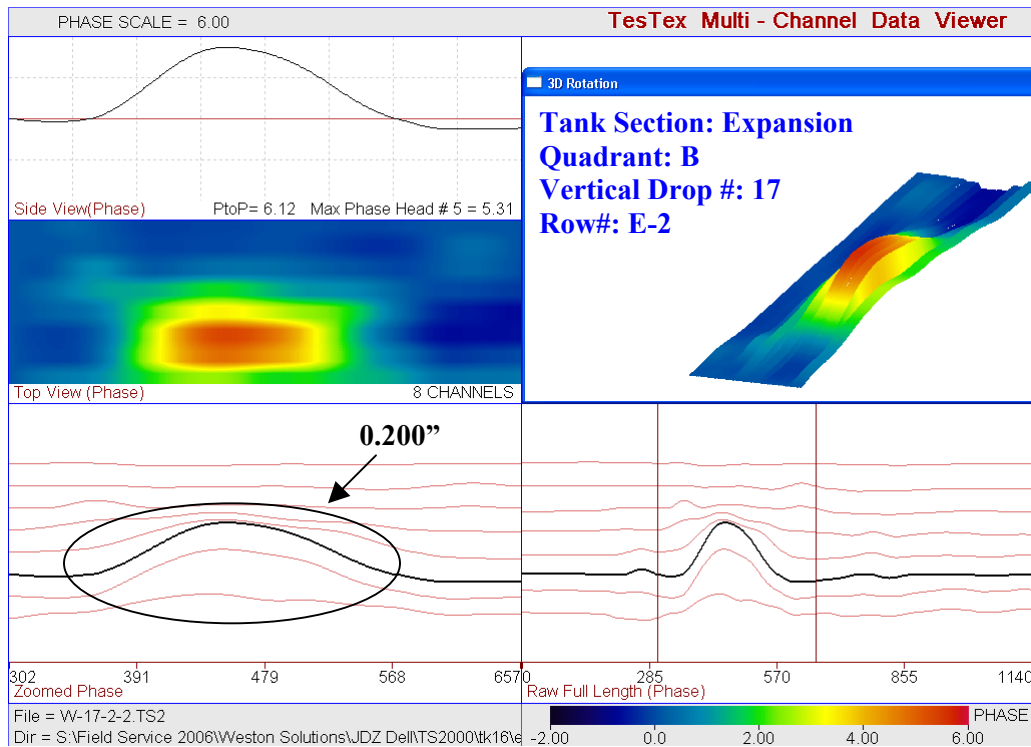 PHASE SCALE = 6.00
TesTex Multi - Channel Data Viewer
3D Rotation
Tank Section: Expansion
Quadrant: B
Vertical Drop #: 17
Row#: E-2
Side View(Phase) PtoP= 6.12 Max Phase Head # 5 = 5.31
Top View (Phase) 8 CHANNELS
0.200”
302 391 479 568 657
Zoomed Phase
0 285 570 855 1140
Raw Full Length (Phase)
File = W-17-2-2.TS2
Dir = S:\Field Service 2006\Weston Solutions\JDZ Dell\TS2000\tk16\e
PHASE
-2.00 0.0 2.00 4.00 6.00